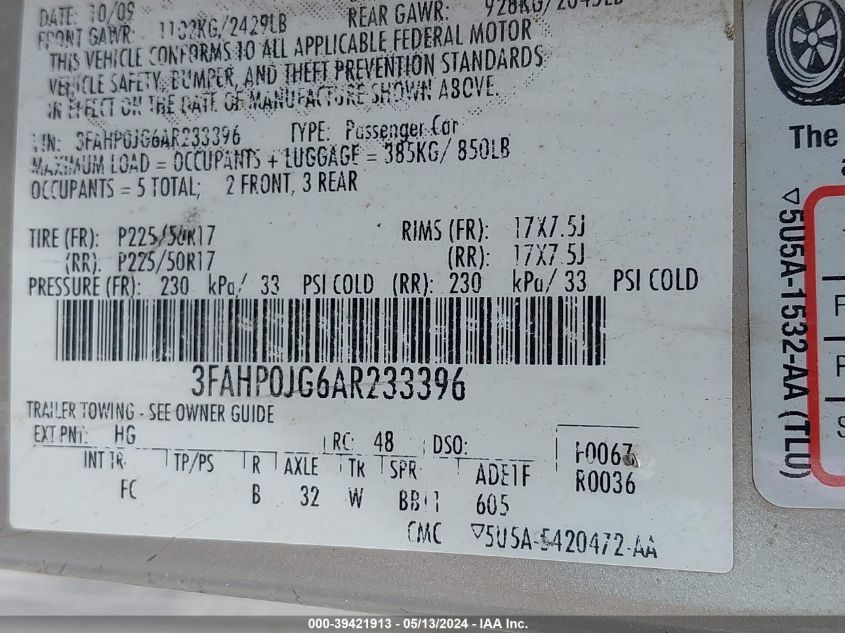 DATE: 10/09
FRONT GAWR: 1102KG/2429LB REAR GAWR: 928KG/2045LB
THIS VEHICLE CONFORMS TO ALL APPLICABLE FEDERAL MOTOR
VEHICLE SAFETY, BUMPER, AND THEFT PREVENTION STANDARDS
IN EFFECT ON THE DATE OF MANUFACTURE SHOWN ABOVE.
VIN: 3FAHP0JG6AR233396 TYPE: Passenger Car
MAXIMUM LOAD = OCCUPANTS + LUGGAGE = 385KG/ 850LB
OCCUPANTS = 5 TOTAL; 2 FRONT, 3 REAR
TIRE (FR): P225/50R17 RIMS (FR): 17X7.5J
(RR): P225/50R17 (RR): 17X7.5J
PRESSURE (FR): 230 kPa/ 33 PSI COLD (RR): 230 kPa/ 33 PSI COLD
3FAHP0JG6AR233396
TRAILER TOWING - SEE OWNER GUIDE
EXT PNT: HG RC: 48 DSO: F0067
INT TR TP/PS R AXLE TR SPR ADE1F R0036
FC B 32 W 605
CMC ▽5U5A-5420472-AA
The
▽5U5A-1532-AA (TLU)
000-39421913 - 05/13/2024 - IAA Inc.